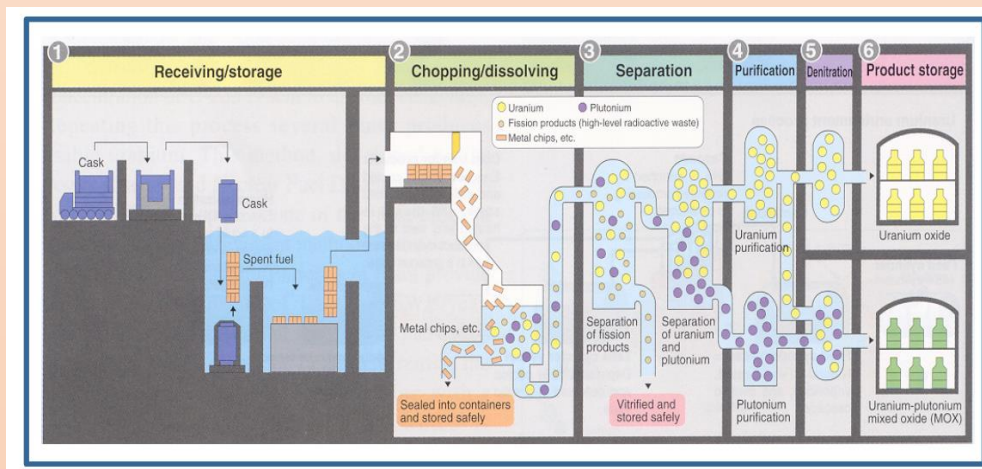 1
Receiving/storage
2
Chopping/dissolving
3
Separation
4
Purification
5
Denitration
6
Product storage
Uranium
Plutonium
Fission products (high-level radioactive waste)
Metal chips, etc.
Cask
Cask
Spent fuel
Metal chips, etc.
Sealed into containers
and stored safely
Separation
of fission
products
Separation
of uranium
and
plutonium
Vitrified and
stored safely
Uranium
purification
Plutonium
purification
Uranium oxide
Uranium-plutonium
mixed oxide (MOX)